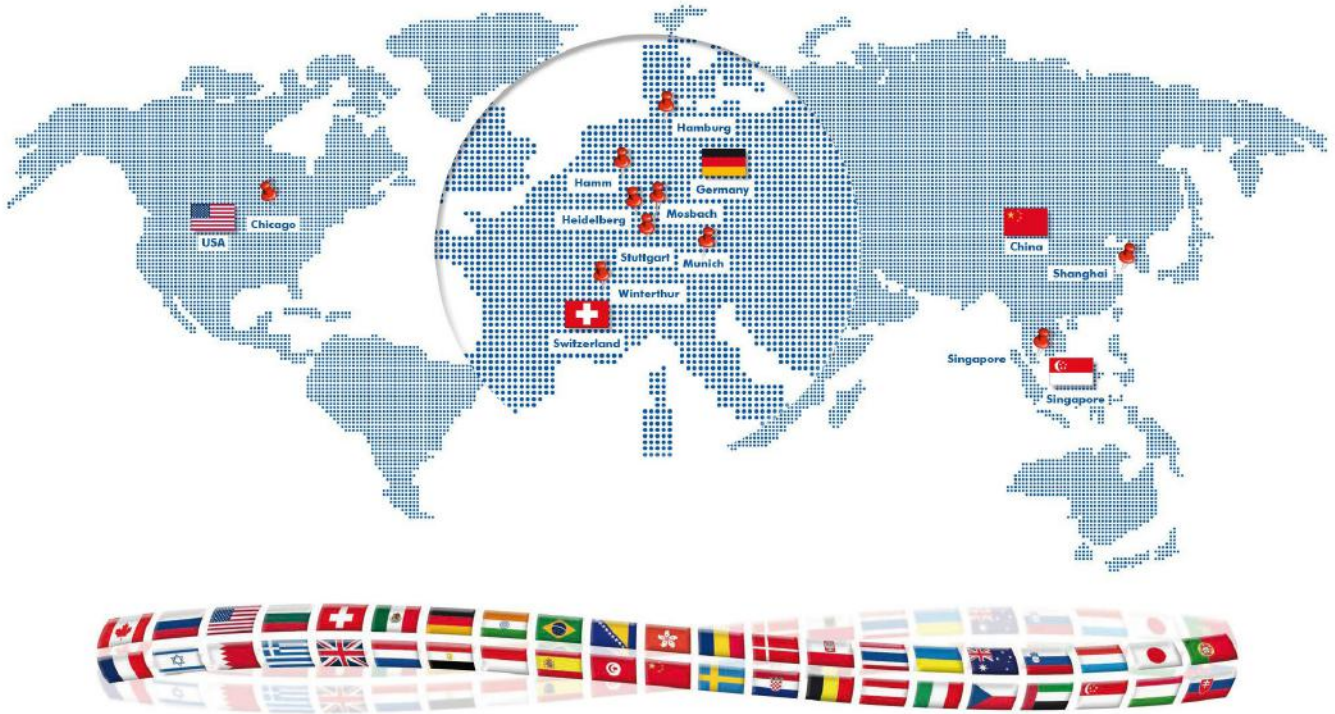 Hamburg
Hamm
Germany
Heidelberg
Mosbach
Chicago
USA
China
Stuttgart
Munich
Shanghai
Winterthur
Switzerland
Singapore
Singapore